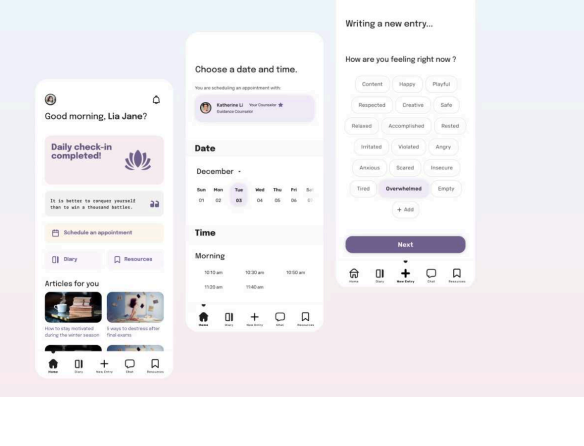 Good morning, Lia Jane?
Daily check-in
completed!
It is better to conquer yourself
than to win a thousand battles.
Schedule an appointment
Diary
Resources
Articles for you
How to stay motivated
during the winter season
5 ways to destress after
final exams
Home
Diary
New Entry
Chat
Resources
Choose a date and time.
You are scheduling an appointment with:
Katharine Li
Your Counselor
Guidance Counselor
Date
December
Sun Mon Tue Wed Thu Fri Sat
01 02 03 04 05 06
Time
Morning
10:10 am 10:30 am 10:50 am
11:20 am 11:40 am
Home
Diary
New Entry
Chat
Resources
Writing a new entry...
How are you feeling right now ?
Content Happy Playful
Respected Creative Safe
Relaxed Accomplished Rested
Irritated Violated Angry
Anxious Scared Insecure
Tired Overwhelmed Empty
+ Add
Next
Home
Diary
New Entry
Chat
Resources